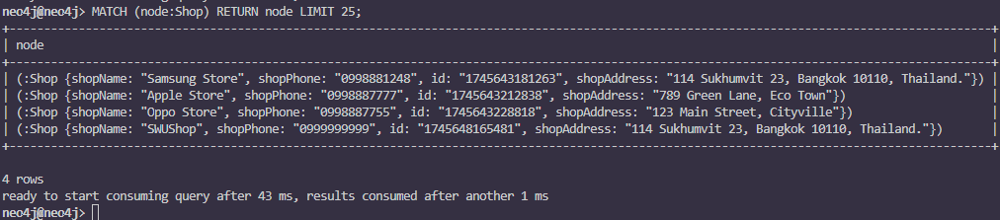 neo4j@neo4j> MATCH (node:Shop) RETURN node LIMIT 25;
+---------------------------------------------------------------------------------------------------------------------------------------+
| node                                                                                                                                  |
+---------------------------------------------------------------------------------------------------------------------------------------+
| (:Shop {shopName: "Samsung Store", shopPhone: "0998881248", id: "1745643181263", shopAddress: "114 Sukhumvit 23, Bangkok 10110, Thailand."}) |
| (:Shop {shopName: "Apple Store", shopPhone: "0998887777", id: "1745643212838", shopAddress: "789 Green Lane, Eco Town"}) |
| (:Shop {shopName: "Oppo Store", shopPhone: "0998887755", id: "1745643228818", shopAddress: "123 Main Street, Cityville"}) |
| (:Shop {shopName: "SWUShop", shopPhone: "0999999999", id: "1745648165481", shopAddress: "114 Sukhumvit 23, Bangkok 10110, Thailand."}) |
+---------------------------------------------------------------------------------------------------------------------------------------+
4 rows
ready to start consuming query after 43 ms, results consumed after another 1 ms
neo4j@neo4j>